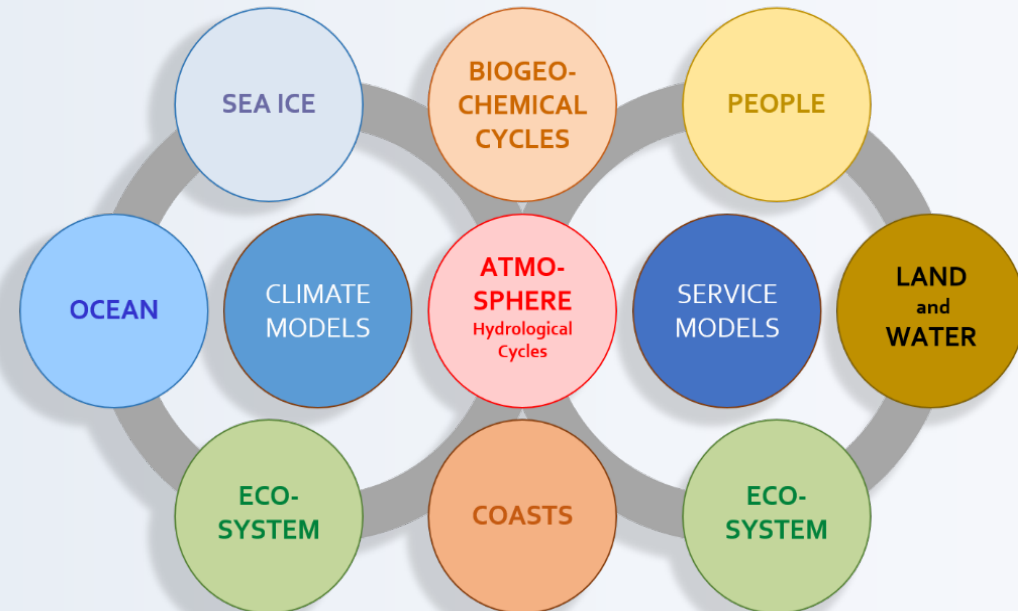 SEA ICE
BIOGEO-
CHEMICAL
CYCLES
PEOPLE
OCEAN
CLIMATE
MODELS
ATMO-
SPHERE
Hydrological
Cycles
SERVICE
MODELS
LAND
and
WATER
ECO-
SYSTEM
COASTS
ECO-
SYSTEM